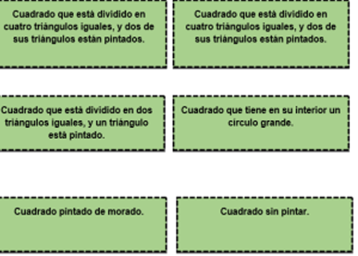 Cuadrado que está dividido en
cuatro triángulos iguales, y dos de
sus triángulos están pintados.
Cuadrado que está dividido en
cuatro triángulos iguales, y dos de
sus triángulos están pintados.
Cuadrado que está dividido en dos
triángulos iguales, y un triángulo
está pintado.
Cuadrado que tiene en su interior un
círculo grande.
Cuadrado pintado de morado.
Cuadrado sin pintar.